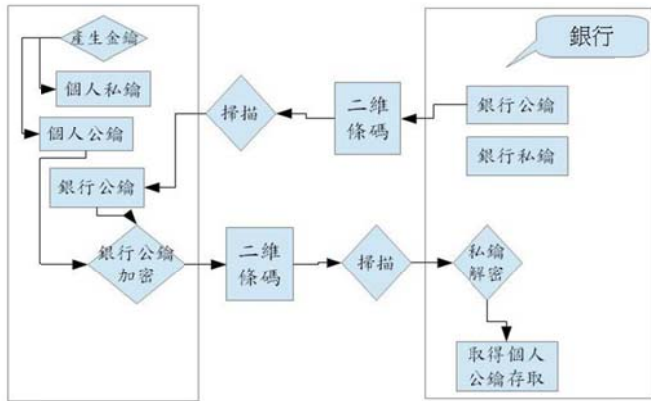 產生金鑰
個人私鑰
個人公鑰
銀行公鑰
銀行公鑰
加密
掃描
二維
條碼
銀行
銀行公鑰
銀行私鑰
二維
條碼
掃描
私鑰
解密
取得個人
公鑰存取